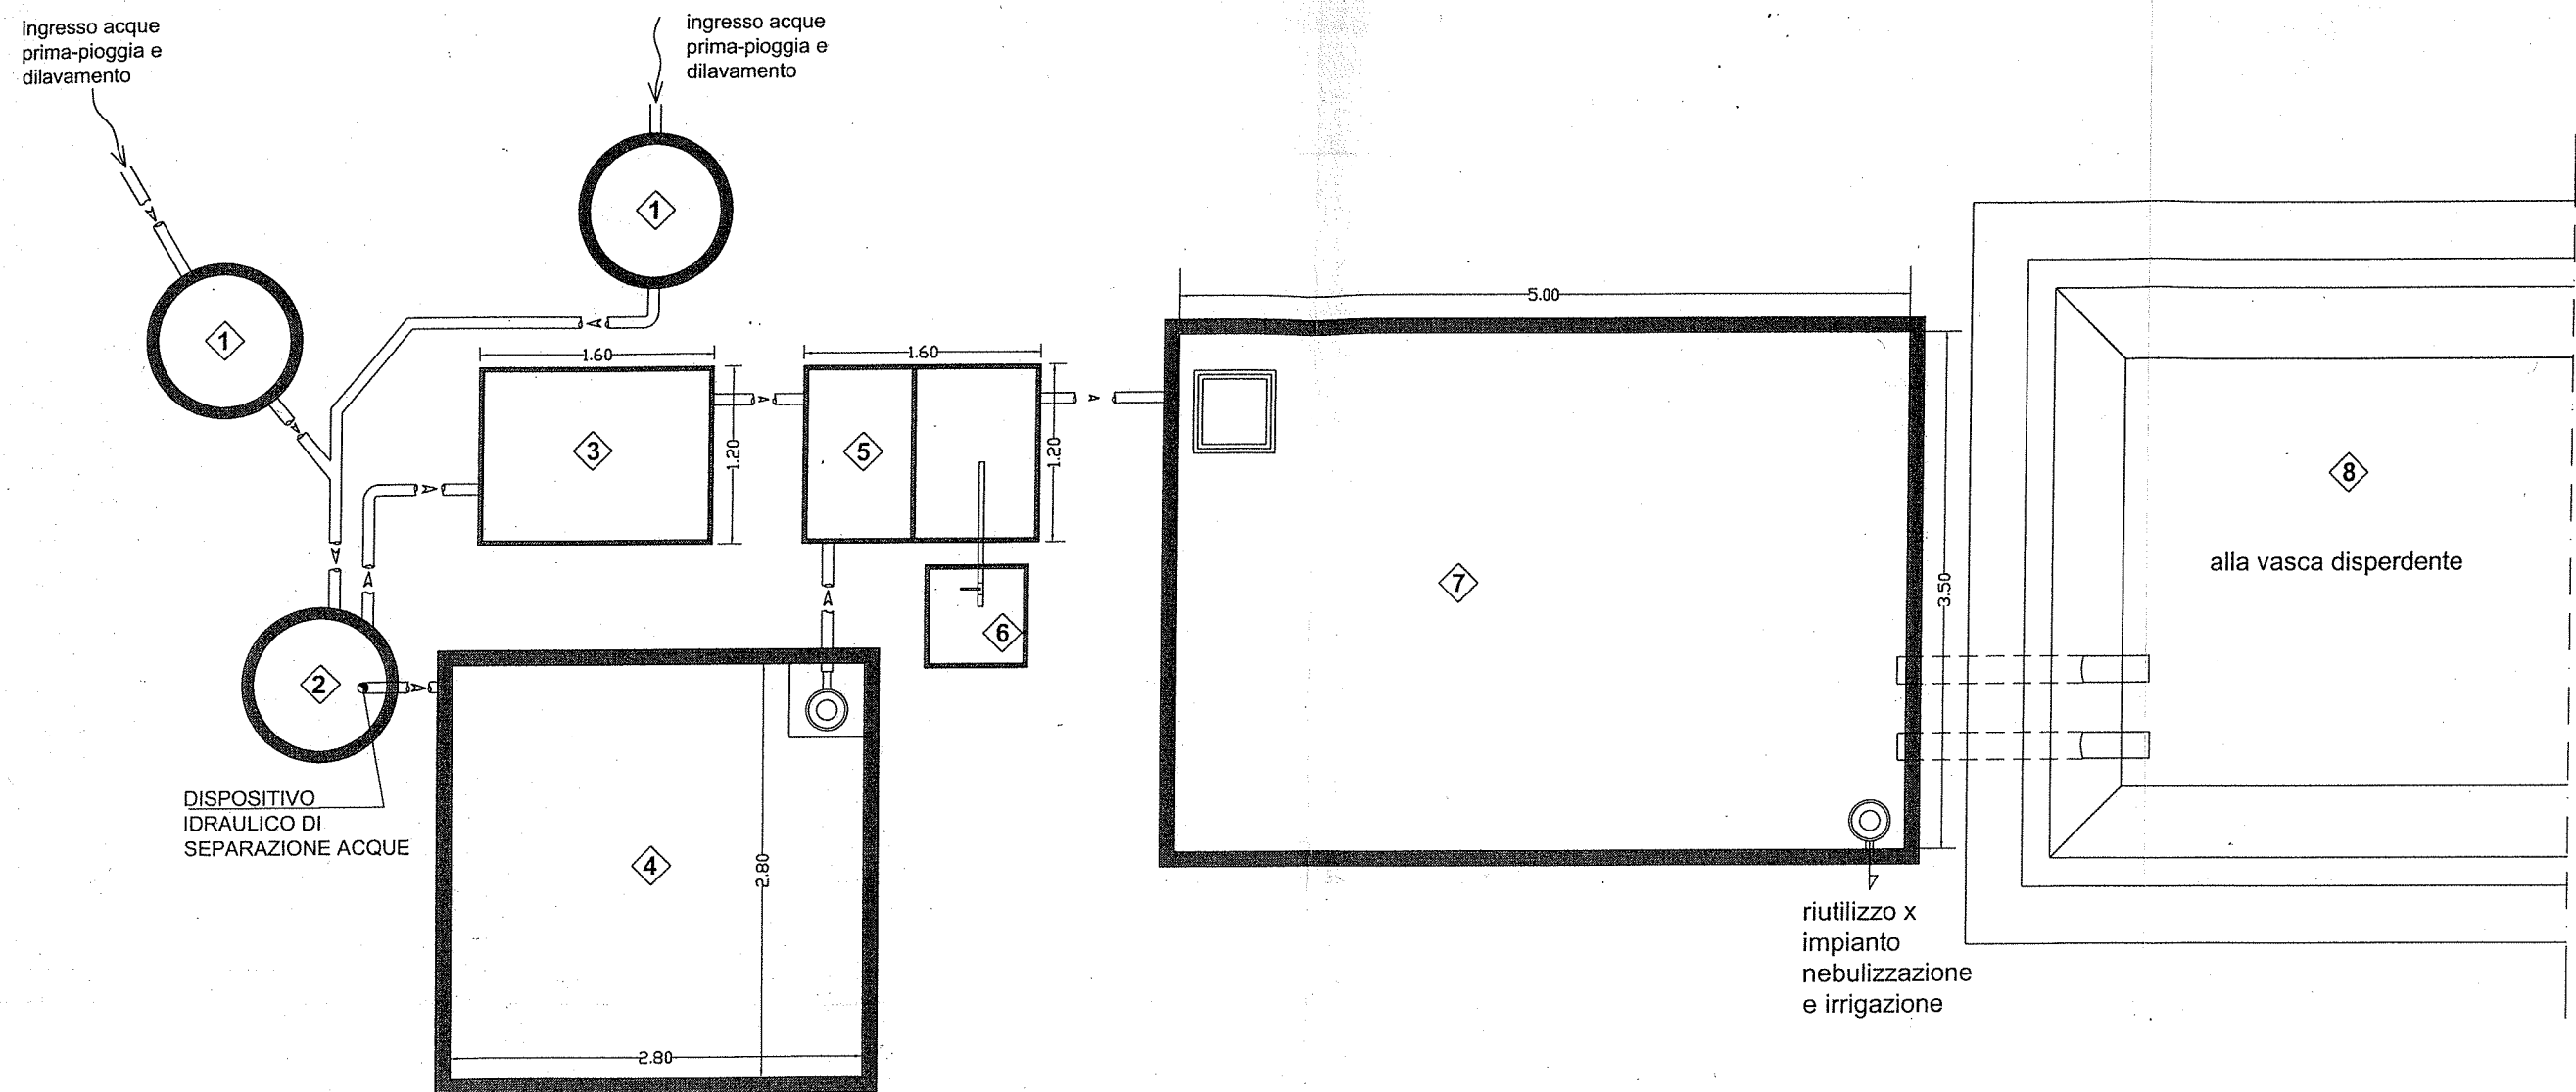 ingresso acque
prima-pioggia e
dilavamento
ingresso acque
prima-pioggia e
dilavamento
1
1
5.00
1.60
1.60
1.20
1.20
3
5
8
alla vasca disperdente
7
3.50
6
2
DISPOSITIVO
IDRAULICO DI
SEPARAZIONE ACQUE
4
2.80
2.80
riutilizzo x
impianto
nebulizzazione
e irrigazione